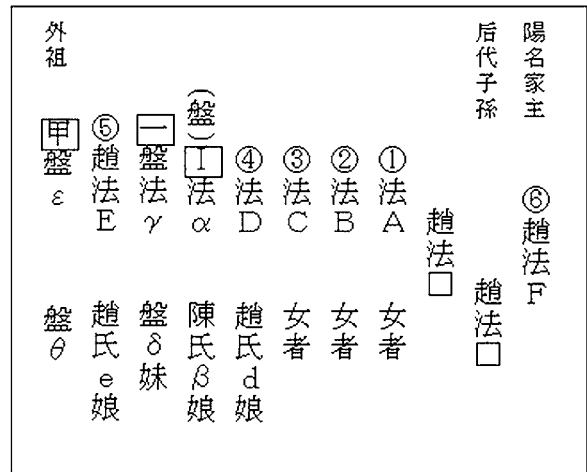 陽名家主 ⑥趙法F
后代子孫 趙法□
趙法□
①法A 女者
②法B 女者
③法C 女者
④法D 趙氏d娘
(盤)Ⅰ法α 陳氏β娘
一盤法γ 盤δ妹
⑤趙法E 趙氏e娘
外祖 甲盤ε 盤θ